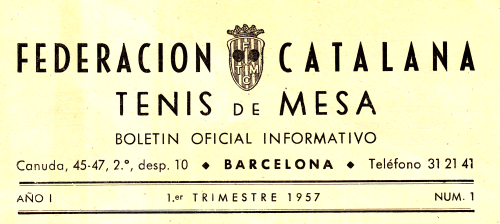 FEDERACION CATALANA
TENIS DE MESA
BOLETIN OFICIAL INFORMATIVO
Canuda, 45-47, 2.º, desp. 10 ◆ BARCELONA ◆ Teléfono 31 21 41
AÑO I 1.er TRIMESTRE 1957 NUM. 1